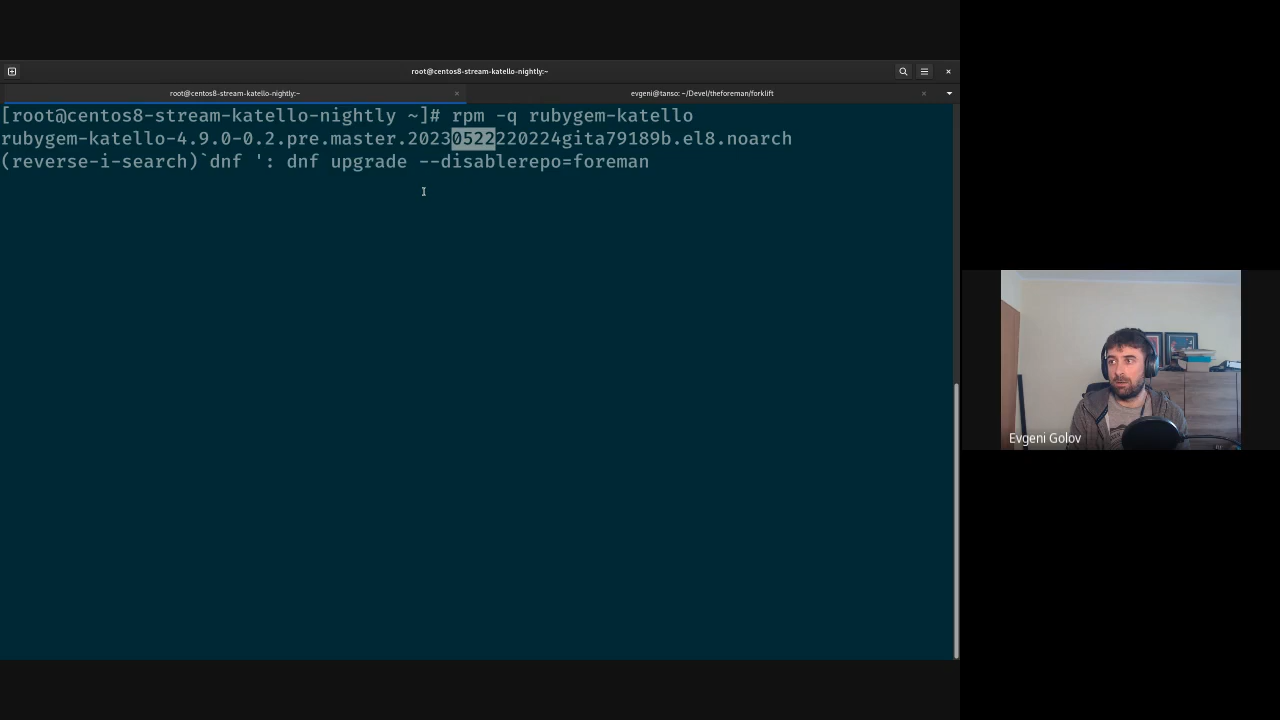 root@centos8-stream-katello-nightly:~
root@centos8-stream-katello-nightly:~
evgeni@tanso: ~/Devel/theforeman/forklift
[root@centos8-stream-katello-nightly ~]# rpm -q rubygem-katello
rubygem-katello-4.9.0-0.2.pre.master.20230522220224gita79189b.el8.noarch
(reverse-i-search)`dnf ': dnf upgrade --disablerepo=foreman
Evgeni Golov